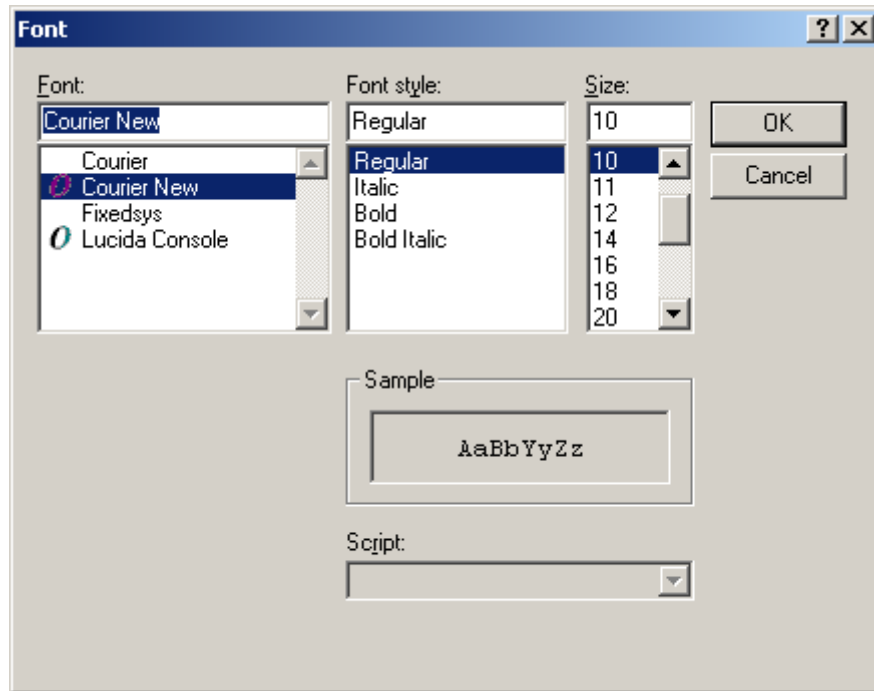 Font
Font:
Courier New
Courier
Courier New
Fixedsys
Lucida Console
Font style:
Regular
Regular
Italic
Bold
Bold Italic
Size:
10
10
11
12
14
16
18
20
OK
Cancel
Sample
AaBbYyZz
Script: